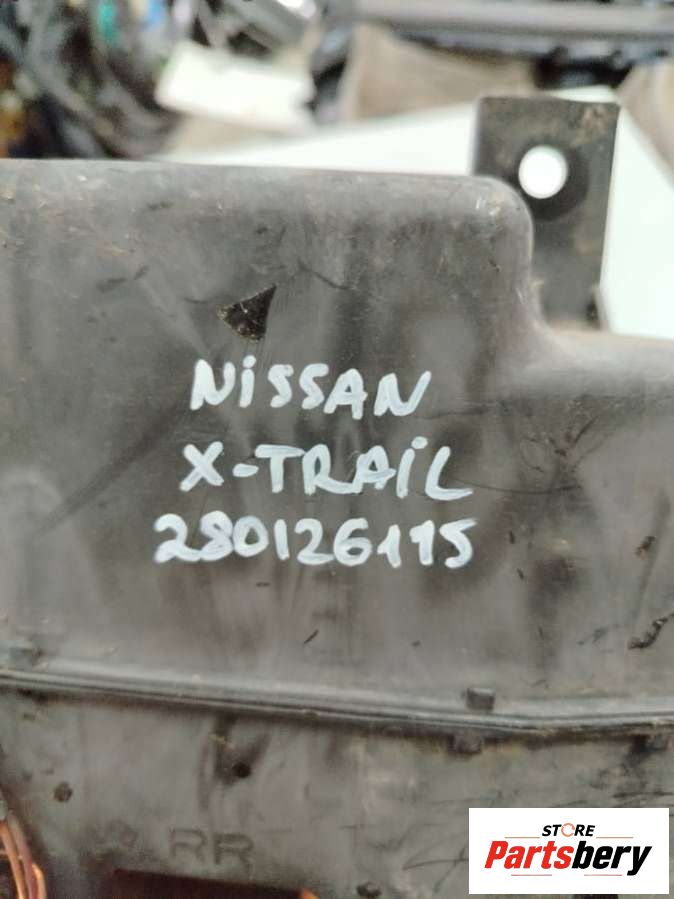 NiSSAN
X-TRAiL
280126115
RR
STORE
Partsbery